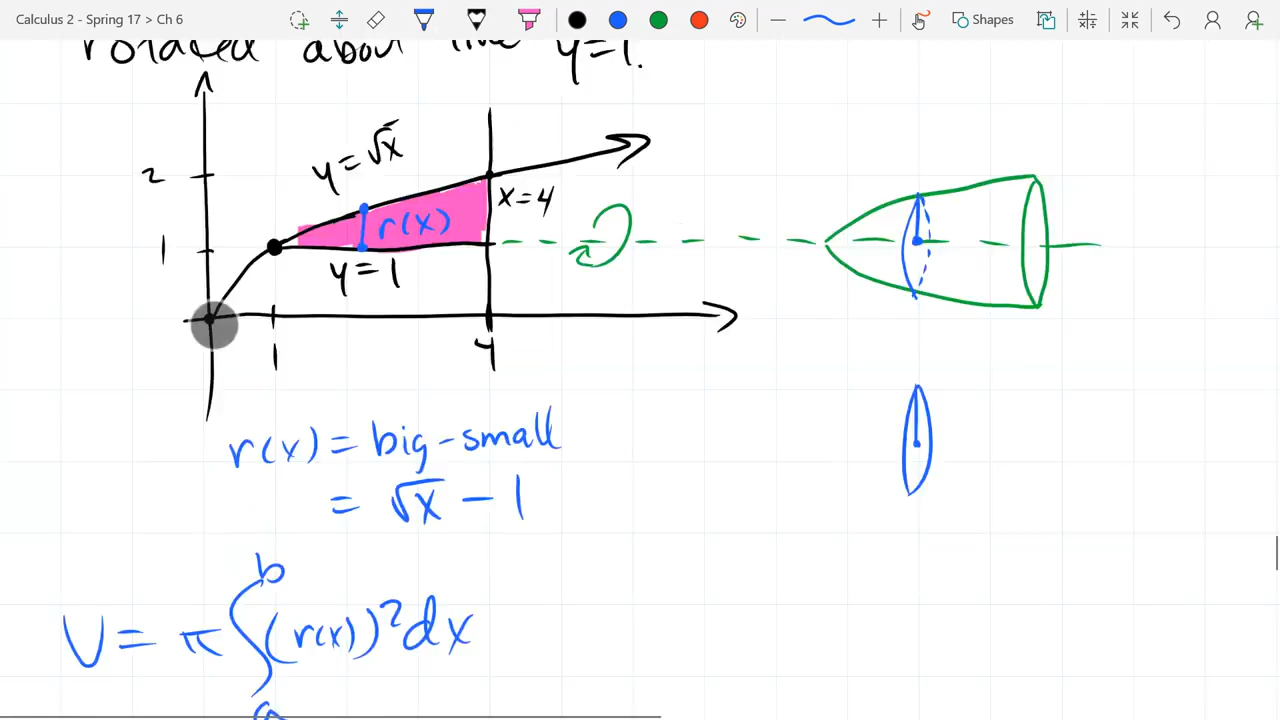 Calculus 2 - Spring 17 > Ch 6
Shapes
rotated about line y=1.
y=√x
2
x=4
r(x)
1
y=1
1
4
r(x) = big-small
= √x - 1
b
V = π ∫ (r(x))² dx
a